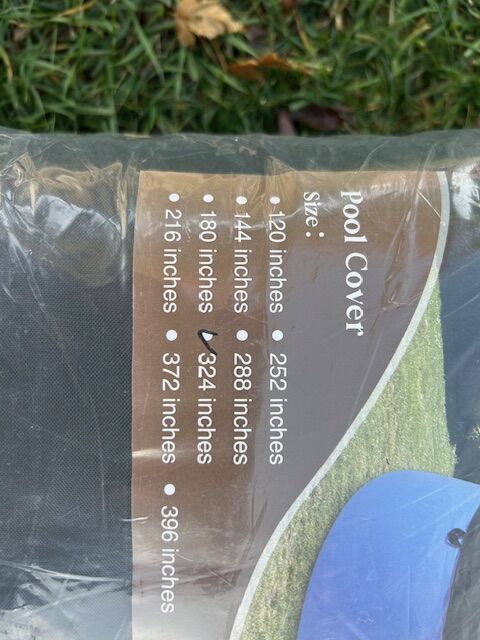 Pool Cover
Size :
• 120 inches • 252 inches
• 144 inches • 288 inches
• 180 inches • 324 inches
• 216 inches • 372 inches • 396 inches